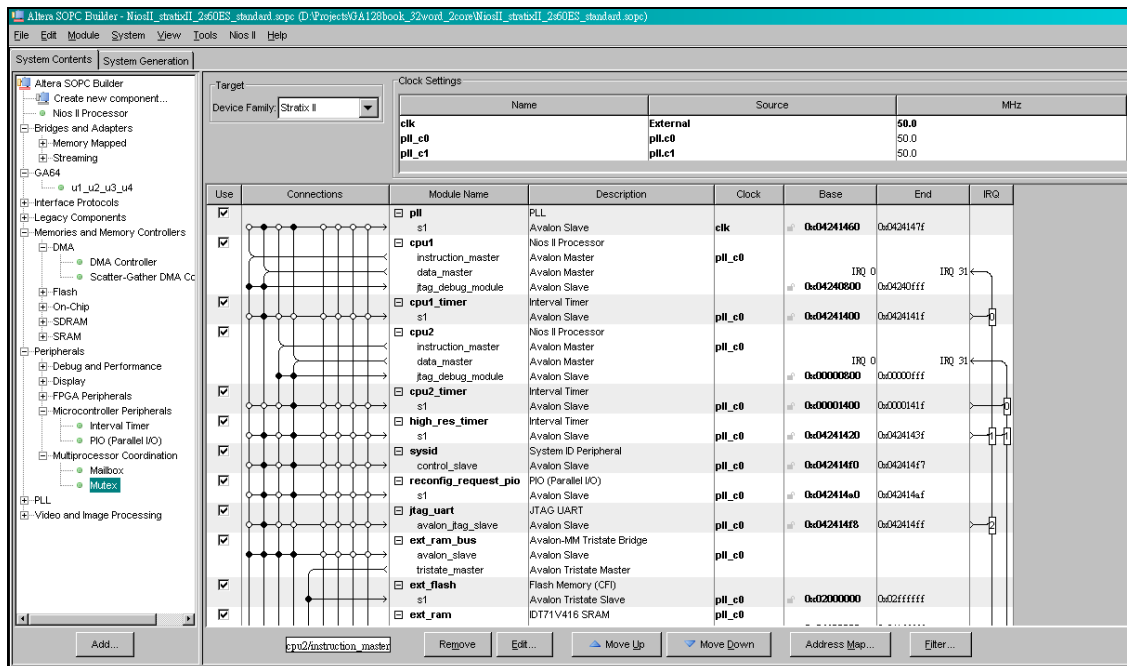 Altera SOPC Builder - NiosII_stratixII_2s60ES_standard.sopc (D:\Projects\GA128book_32word_2core\NiosII_stratixII_2s60ES_standard.sopc)
File Edit Module System View Tools Nios II Help
System Contents System Generation
Altera SOPC Builder
Create new component...
Nios II Processor
Bridges and Adapters
Memory Mapped
Streaming
GA64
u1_u2_u3_u4
Interface Protocols
Legacy Components
Memories and Memory Controllers
DMA
DMA Controller
Scatter-Gather DMA Cc
Flash
On-Chip
SDRAM
SRAM
Peripherals
Debug and Performance
Display
FPGA Peripherals
Microcontroller Peripherals
Interval Timer
PIO (Parallel I/O)
Multiprocessor Coordination
Mailbox
Mutex
PLL
Video and Image Processing
Add...
Target
Device Family: Stratix II
Clock Settings
Name Source MHz
clk External 50.0
pll_c0 pll.c0 50.0
pll_c1 pll.c1 50.0
Use Connections Module Name Description Clock Base End IRQ
pll PLL
s1 Avalon Slave clk 0x04241460 0x0424147f
cpu1 Nios II Processor
instruction_master Avalon Master pll_c0
data_master Avalon Master IRQ 0 IRQ 31
jtag_debug_module Avalon Slave 0x04240800 0x04240fff
cpu1_timer Interval Timer
s1 Avalon Slave pll_c0 0x04241400 0x0424141f 0
cpu2 Nios II Processor
instruction_master Avalon Master pll_c0
data_master Avalon Master IRQ 0 IRQ 31
jtag_debug_module Avalon Slave 0x00000800 0x00000fff
cpu2_timer Interval Timer
s1 Avalon Slave pll_c0 0x00001400 0x0000141f 0
high_res_timer Interval Timer
s1 Avalon Slave pll_c0 0x04241420 0x0424143f 1 1
sysid System ID Peripheral
control_slave Avalon Slave pll_c0 0x042414f0 0x042414f7
reconfig_request_pio PIO (Parallel I/O)
s1 Avalon Slave pll_c0 0x042414a0 0x042414af
jtag_uart JTAG UART
avalon_jtag_slave Avalon Slave pll_c0 0x042414f8 0x042414ff 2
ext_ram_bus Avalon-MM Tristate Bridge
avalon_slave Avalon Slave pll_c0
tristate_master Avalon Tristate Master
ext_flash Flash Memory (CFI)
s1 Avalon Tristate Slave pll_c0 0x02000000 0x02ffffff
ext_ram IDT71V416 SRAM pll_c0
cpu2/instruction_master Remove Edit... Move Up Move Down Address Map... Filter...